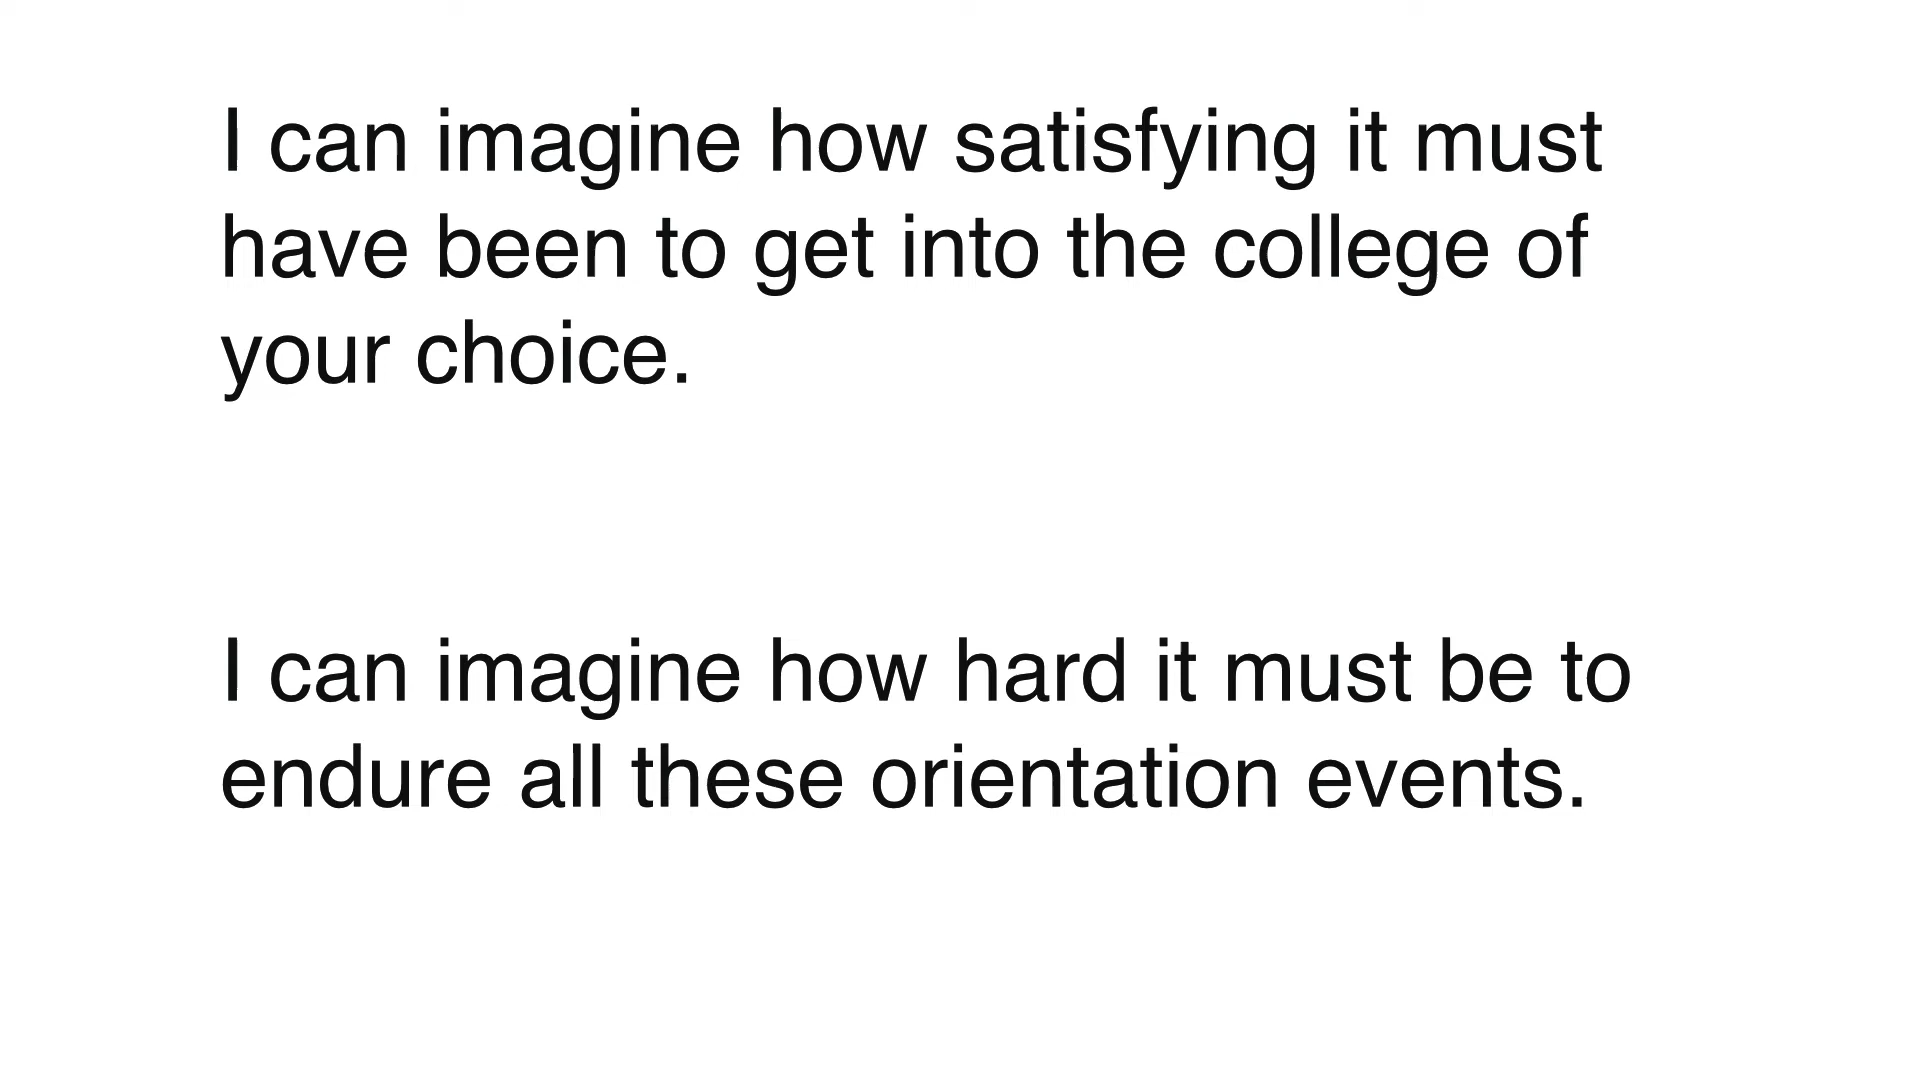 I can imagine how satisfying it must
have been to get into the college of
your choice.
I can imagine how hard it must be to
endure all these orientation events.